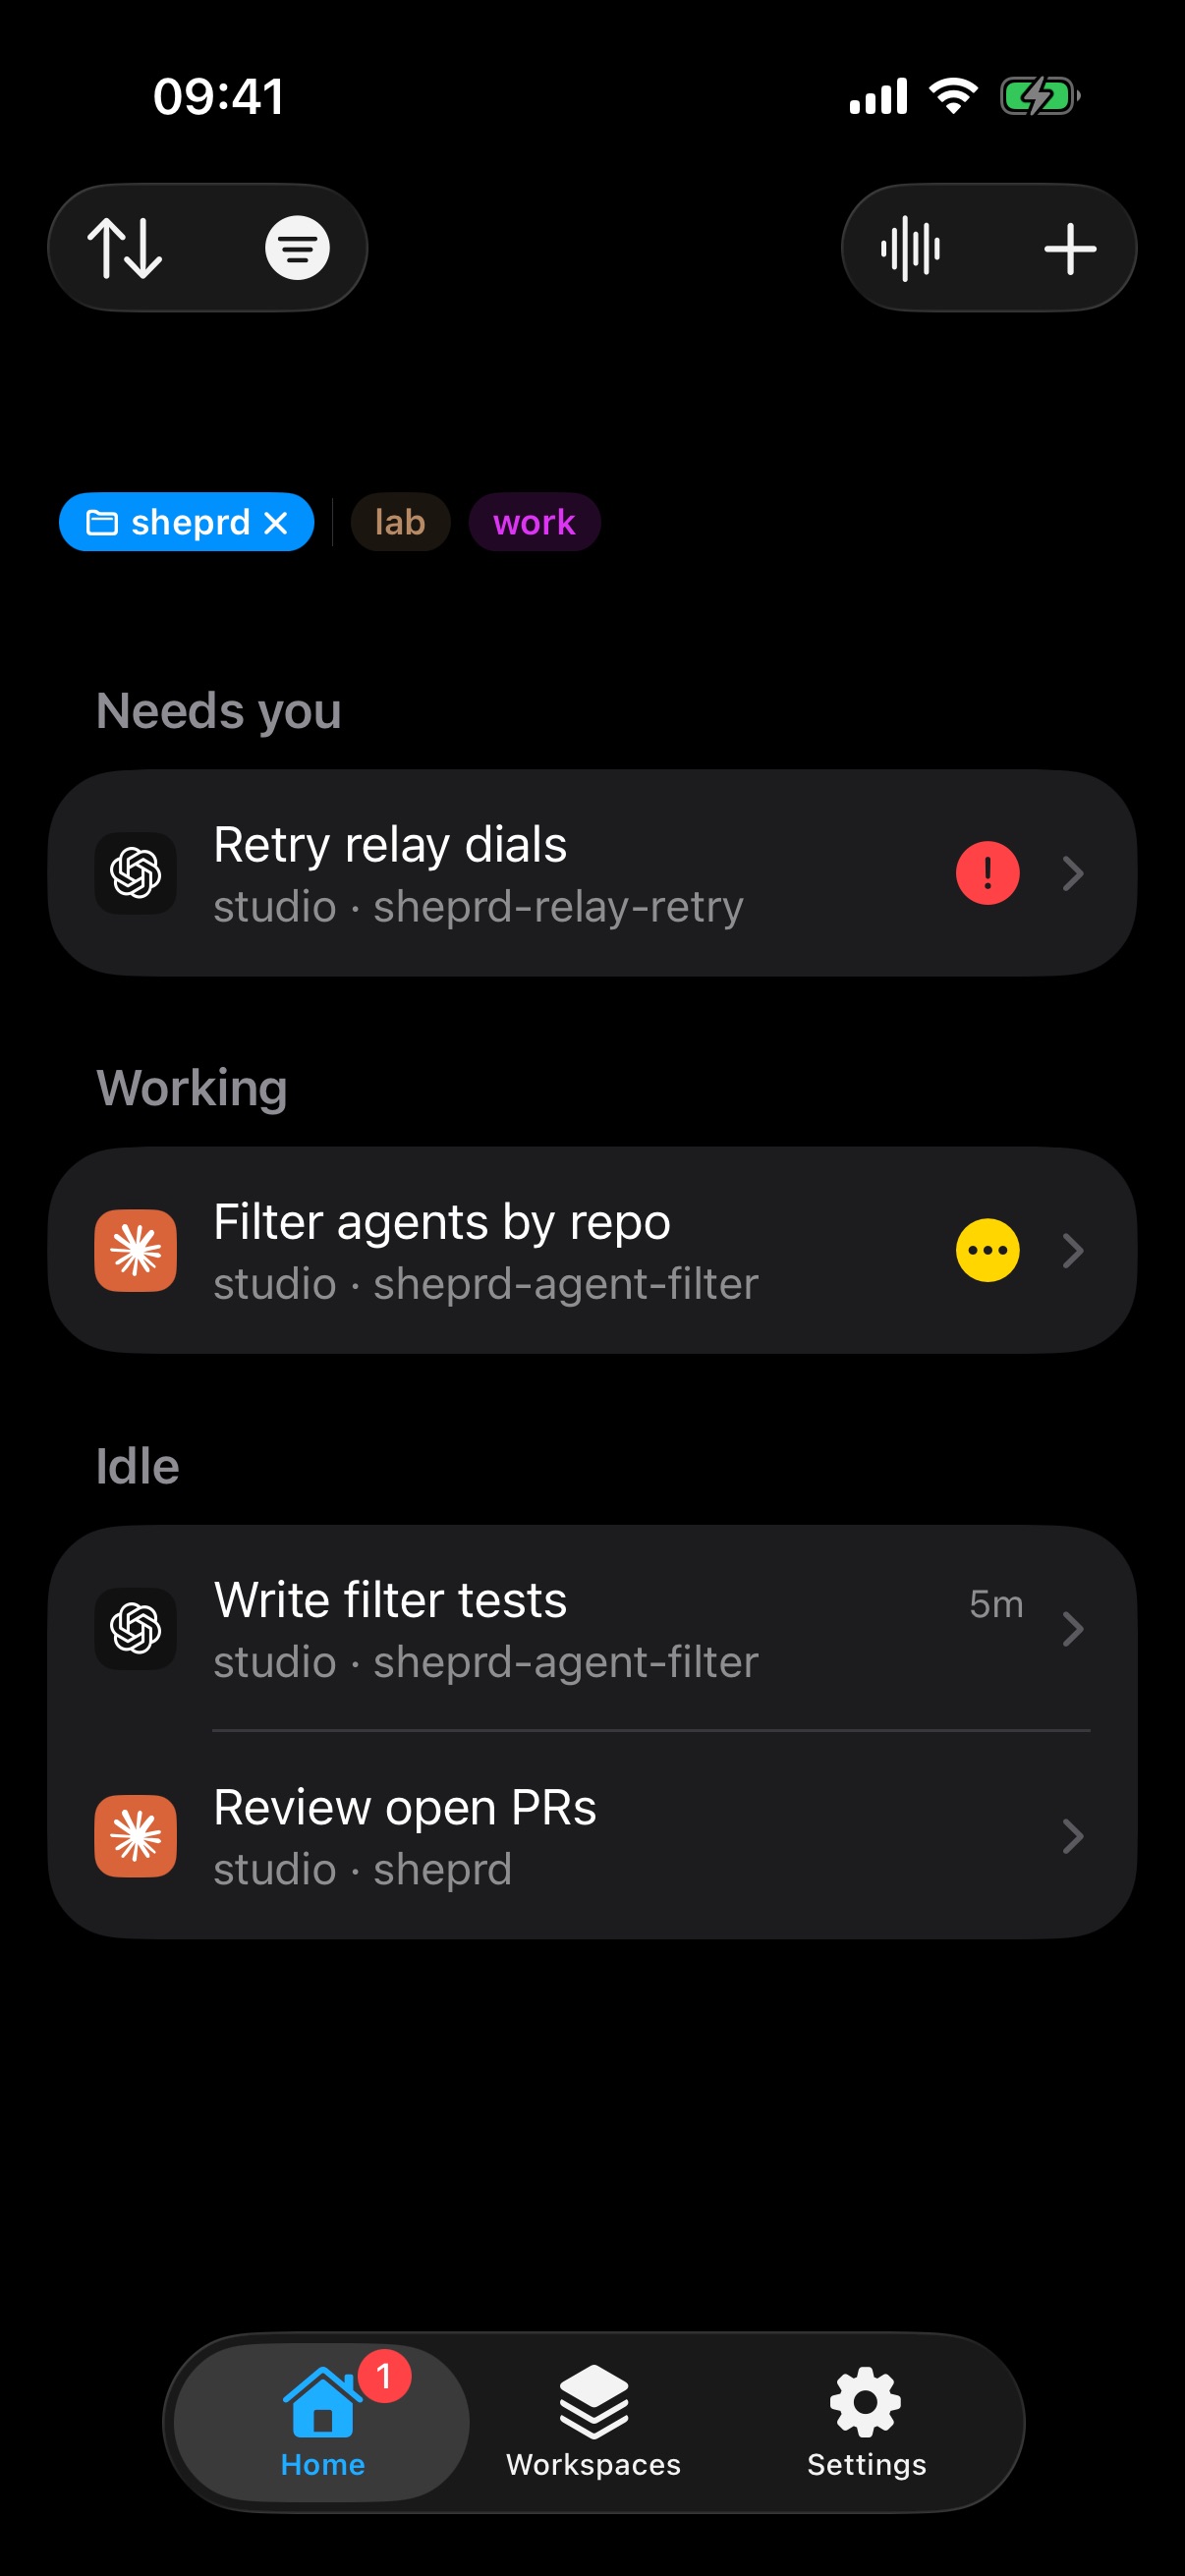 09:41
sheprd
lab
work
Needs you
Retry relay dials
studio · sheprd-relay-retry
Working
Filter agents by repo
studio · sheprd-agent-filter
Idle
Write filter tests
5m
studio · sheprd-agent-filter
Review open PRs
studio · sheprd
1
Home
Workspaces
Settings